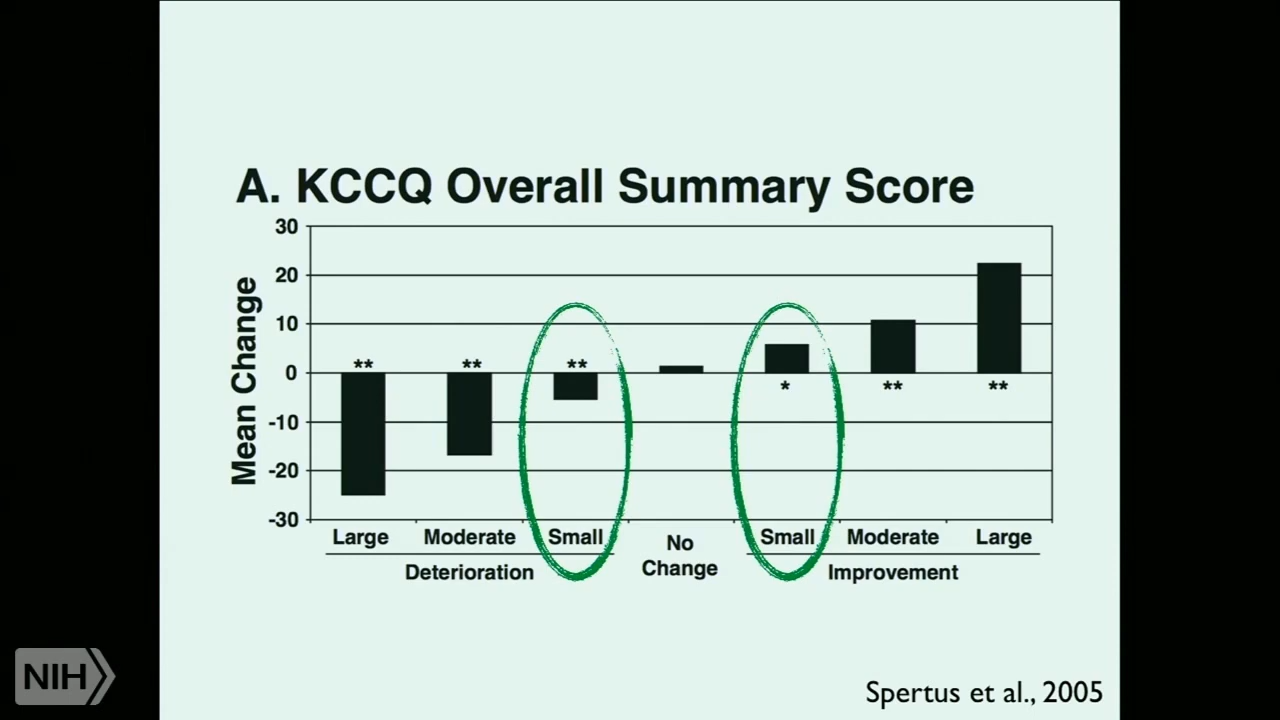 A. KCCQ Overall Summary Score
Mean Change
30
20
10
0
-10
-20
-30
** ** ** * ** **
Large Moderate Small No Change Small Moderate Large
Deterioration Improvement
NIH
Spertus et al., 2005